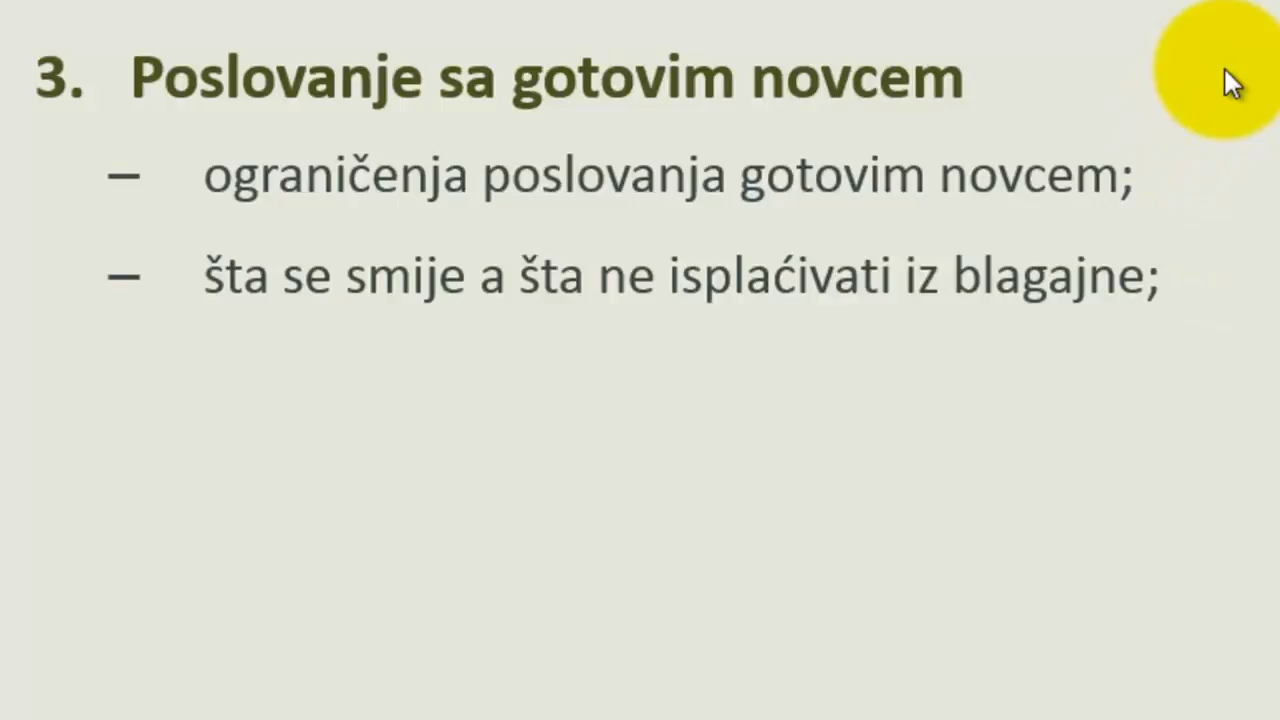 3. Poslovanje sa gotovim novcem
– ograničenja poslovanja gotovim novcem;
– šta se smije a šta ne isplaćivati iz blagajne;